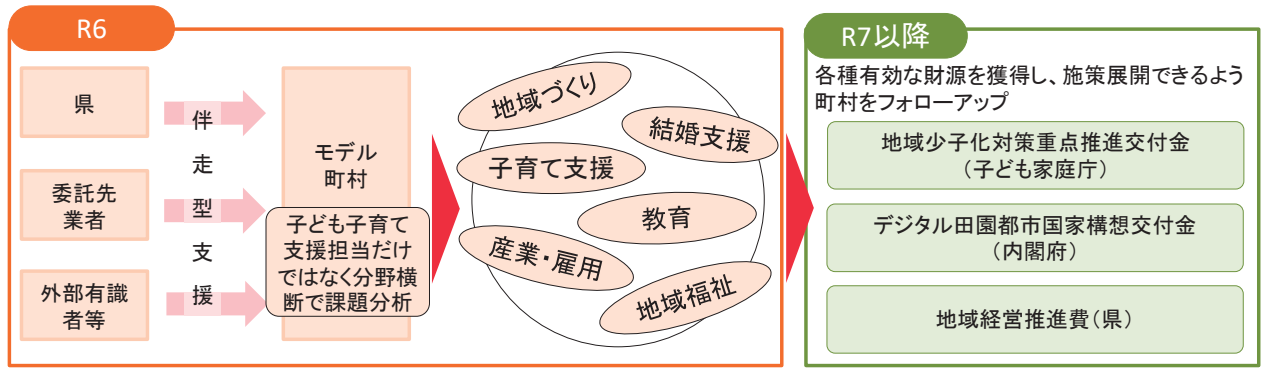 R6
県
委託先
業者
外部有識
者等
伴走型支援
モデル
町村
子ども子育て
支援担当だけ
ではなく分野横
断で課題分析
地域づくり
結婚支援
子育て支援
教育
産業・雇用
地域福祉
R7以降
各種有効な財源を獲得し、施策展開できるよう
町村をフォローアップ
地域少子化対策重点推進交付金
（子ども家庭庁）
デジタル田園都市国家構想交付金
（内閣府）
地域経営推進費（県）